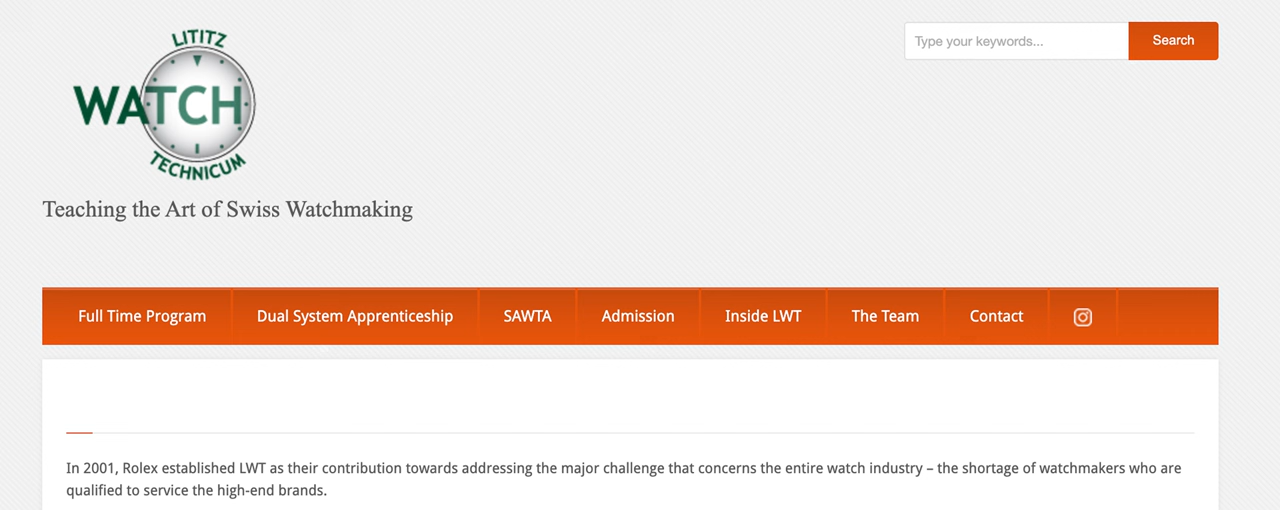 LITITZ
WATCH
TECHNICUM
Type your keywords...
Search
Teaching the Art of Swiss Watchmaking
Full Time Program
Dual System Apprenticeship
SAWTA
Admission
Inside LWT
The Team
Contact
In 2001, Rolex established LWT as their contribution towards addressing the major challenge that concerns the entire watch industry – the shortage of watchmakers who are
qualified to service the high-end brands.